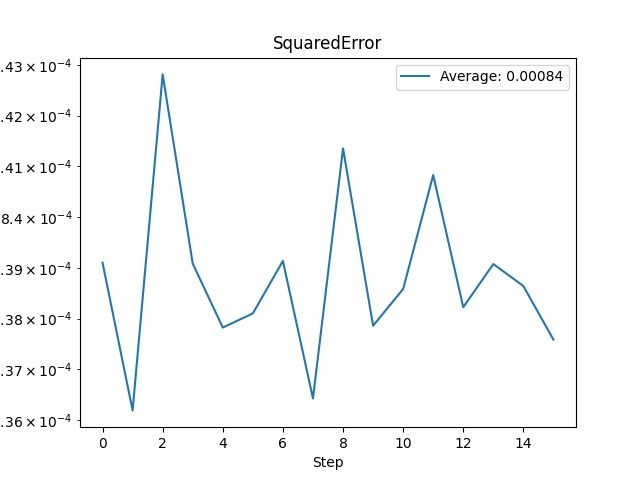 SquaredError
Average: 0.00084
.43 × 10⁻⁴
.42 × 10⁻⁴
.41 × 10⁻⁴
8.4 × 10⁻⁴
.39 × 10⁻⁴
.38 × 10⁻⁴
.37 × 10⁻⁴
.36 × 10⁻⁴
0 2 4 6 8 10 12 14
Step